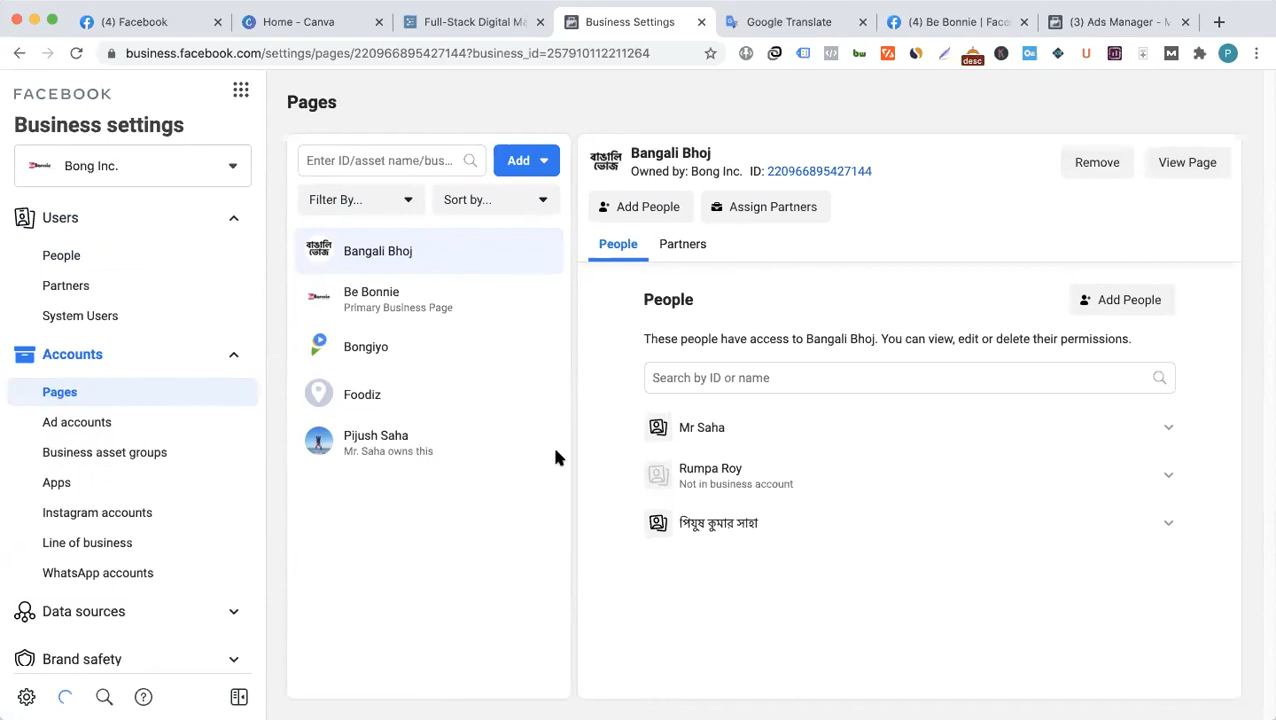 (4) Facebook
Home - Canva
Full-Stack Digital Ma
Business Settings
Google Translate
(4) Be Bonnie | Face
(3) Ads Manager - M
business.facebook.com/settings/pages/220966895427144?business_id=257910112211264
FACEBOOK
Business settings
Bonnie
Bong Inc.
Users
People
Partners
System Users
Accounts
Pages
Ad accounts
Business asset groups
Apps
Instagram accounts
Line of business
WhatsApp accounts
Data sources
Brand safety
Pages
Enter ID/asset name/bus...
Add
Filter By...
Sort by...
বাঙালি
ভোজ
Bangali Bhoj
Be Bonnie
Primary Business Page
Bongiyo
Foodiz
Pijush Saha
Mr. Saha owns this
বাঙালি
ভোজ
Bangali Bhoj
Owned by: Bong Inc. ID: 220966895427144
Remove
View Page
Add People
Assign Partners
People
Partners
People
Add People
These people have access to Bangali Bhoj. You can view, edit or delete their permissions.
Search by ID or name
Mr Saha
Rumpa Roy
Not in business account
পিযুষ কুমার সাহা